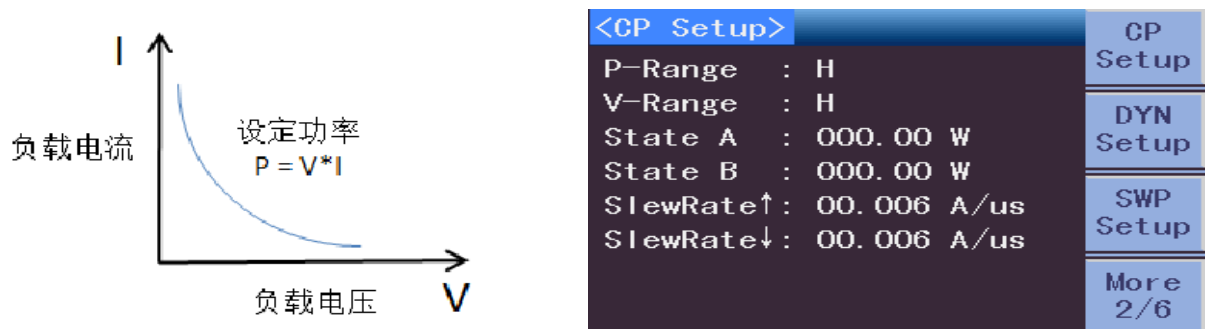 I
负载电流
设定功率
P = V*I
负载电压
V
<CP Setup>
P-Range : H
V-Range : H
State A : 000.00 W
State B : 000.00 W
SlewRate↑: 00.006 A/us
SlewRate↓: 00.006 A/us
CP
Setup
DYN
Setup
SWP
Setup
More
2/6